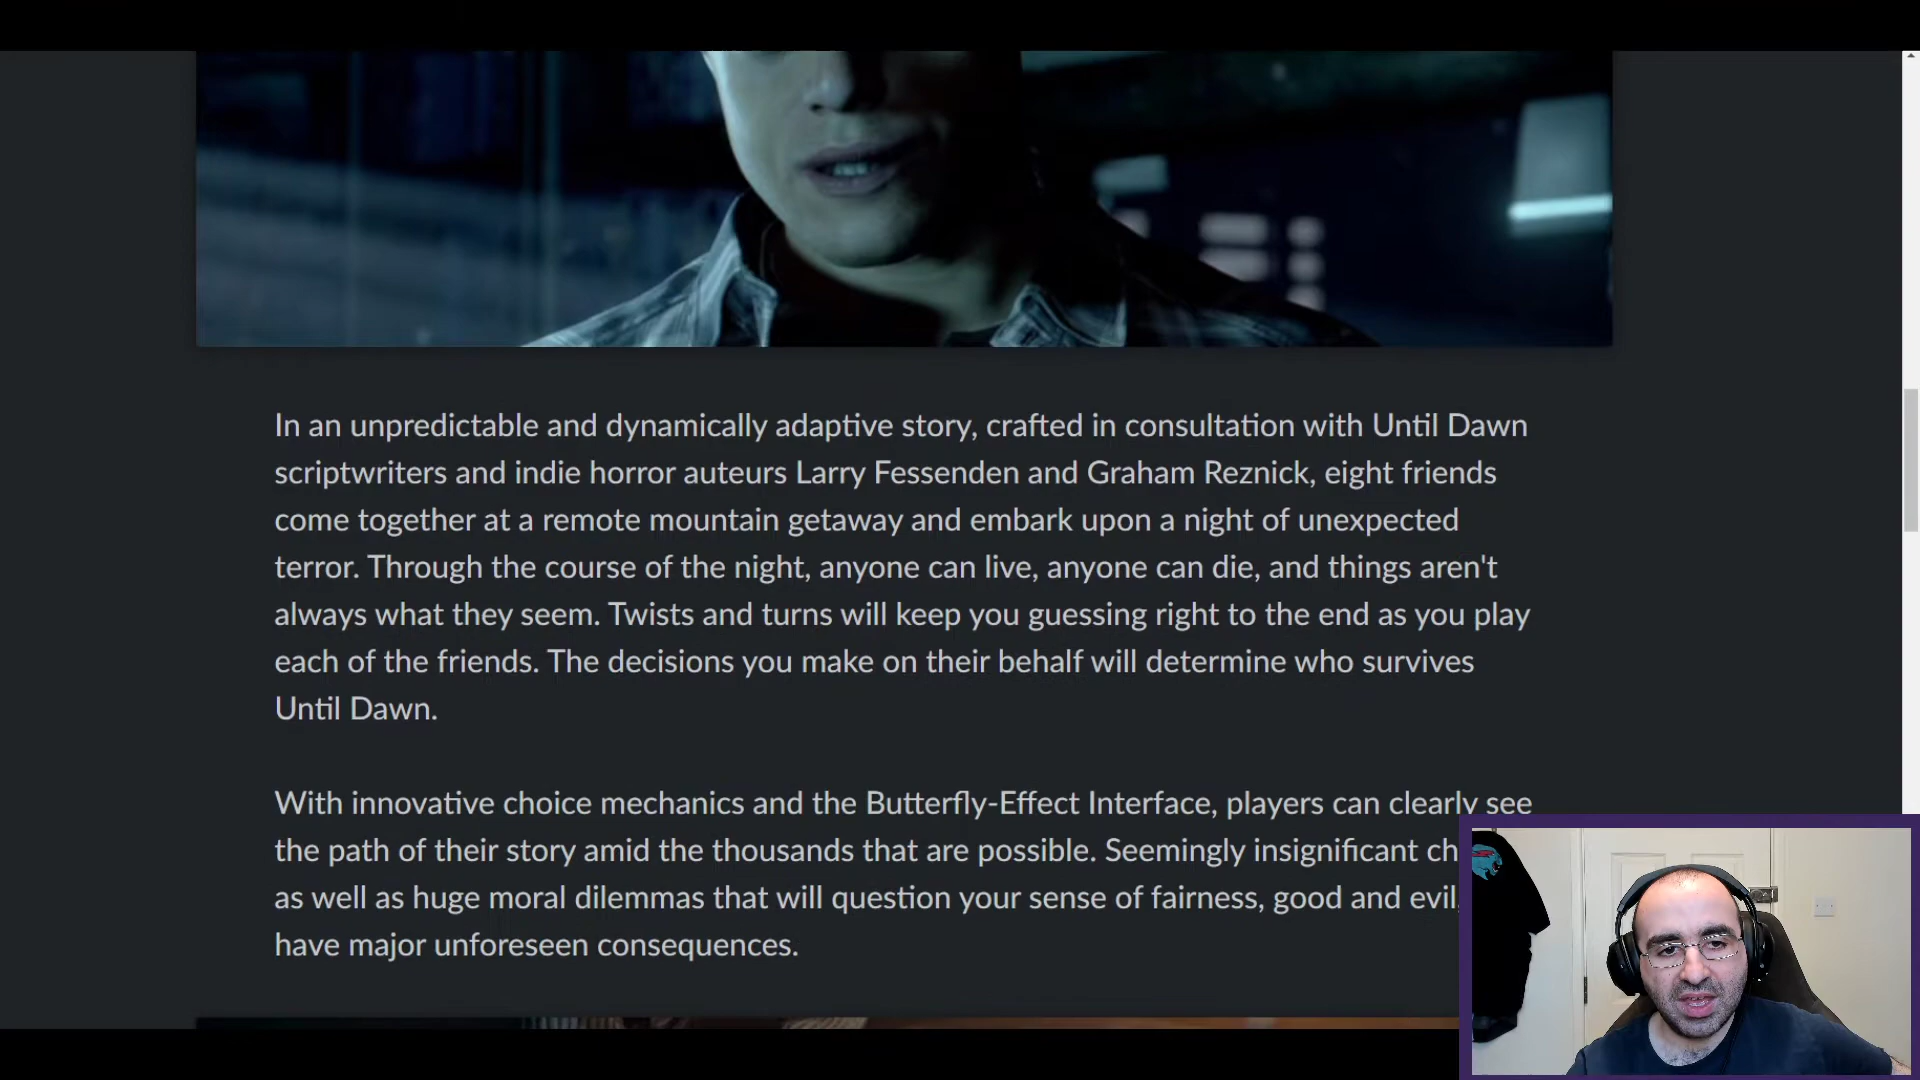 In an unpredictable and dynamically adaptive story, crafted in consultation with Until Dawn
scriptwriters and indie horror auteurs Larry Fessenden and Graham Reznick, eight friends
come together at a remote mountain getaway and embark upon a night of unexpected
terror. Through the course of the night, anyone can live, anyone can die, and things aren't
always what they seem. Twists and turns will keep you guessing right to the end as you play
each of the friends. The decisions you make on their behalf will determine who survives
Until Dawn.
With innovative choice mechanics and the Butterfly-Effect Interface, players can clearly see
the path of their story amid the thousands that are possible. Seemingly insignificant ch
as well as huge moral dilemmas that will question your sense of fairness, good and evil,
have major unforeseen consequences.